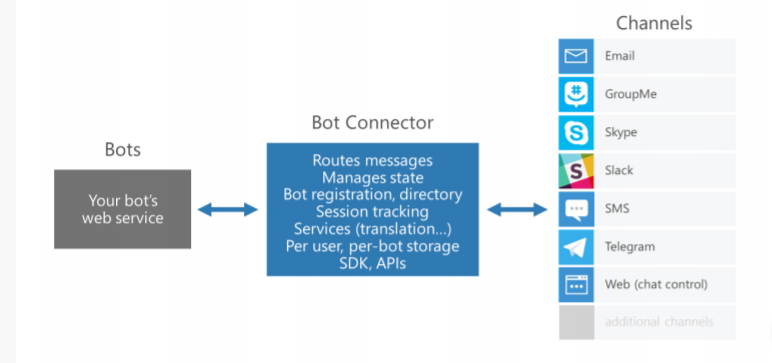 Bots
Your bot's
web service
Bot Connector
Routes messages
Manages state
Bot registration, directory
Session tracking
Services (translation...)
Per user, per-bot storage
SDK, APIs
Channels
Email
GroupMe
Skype
Slack
SMS
Telegram
Web (chat control)
additional channels